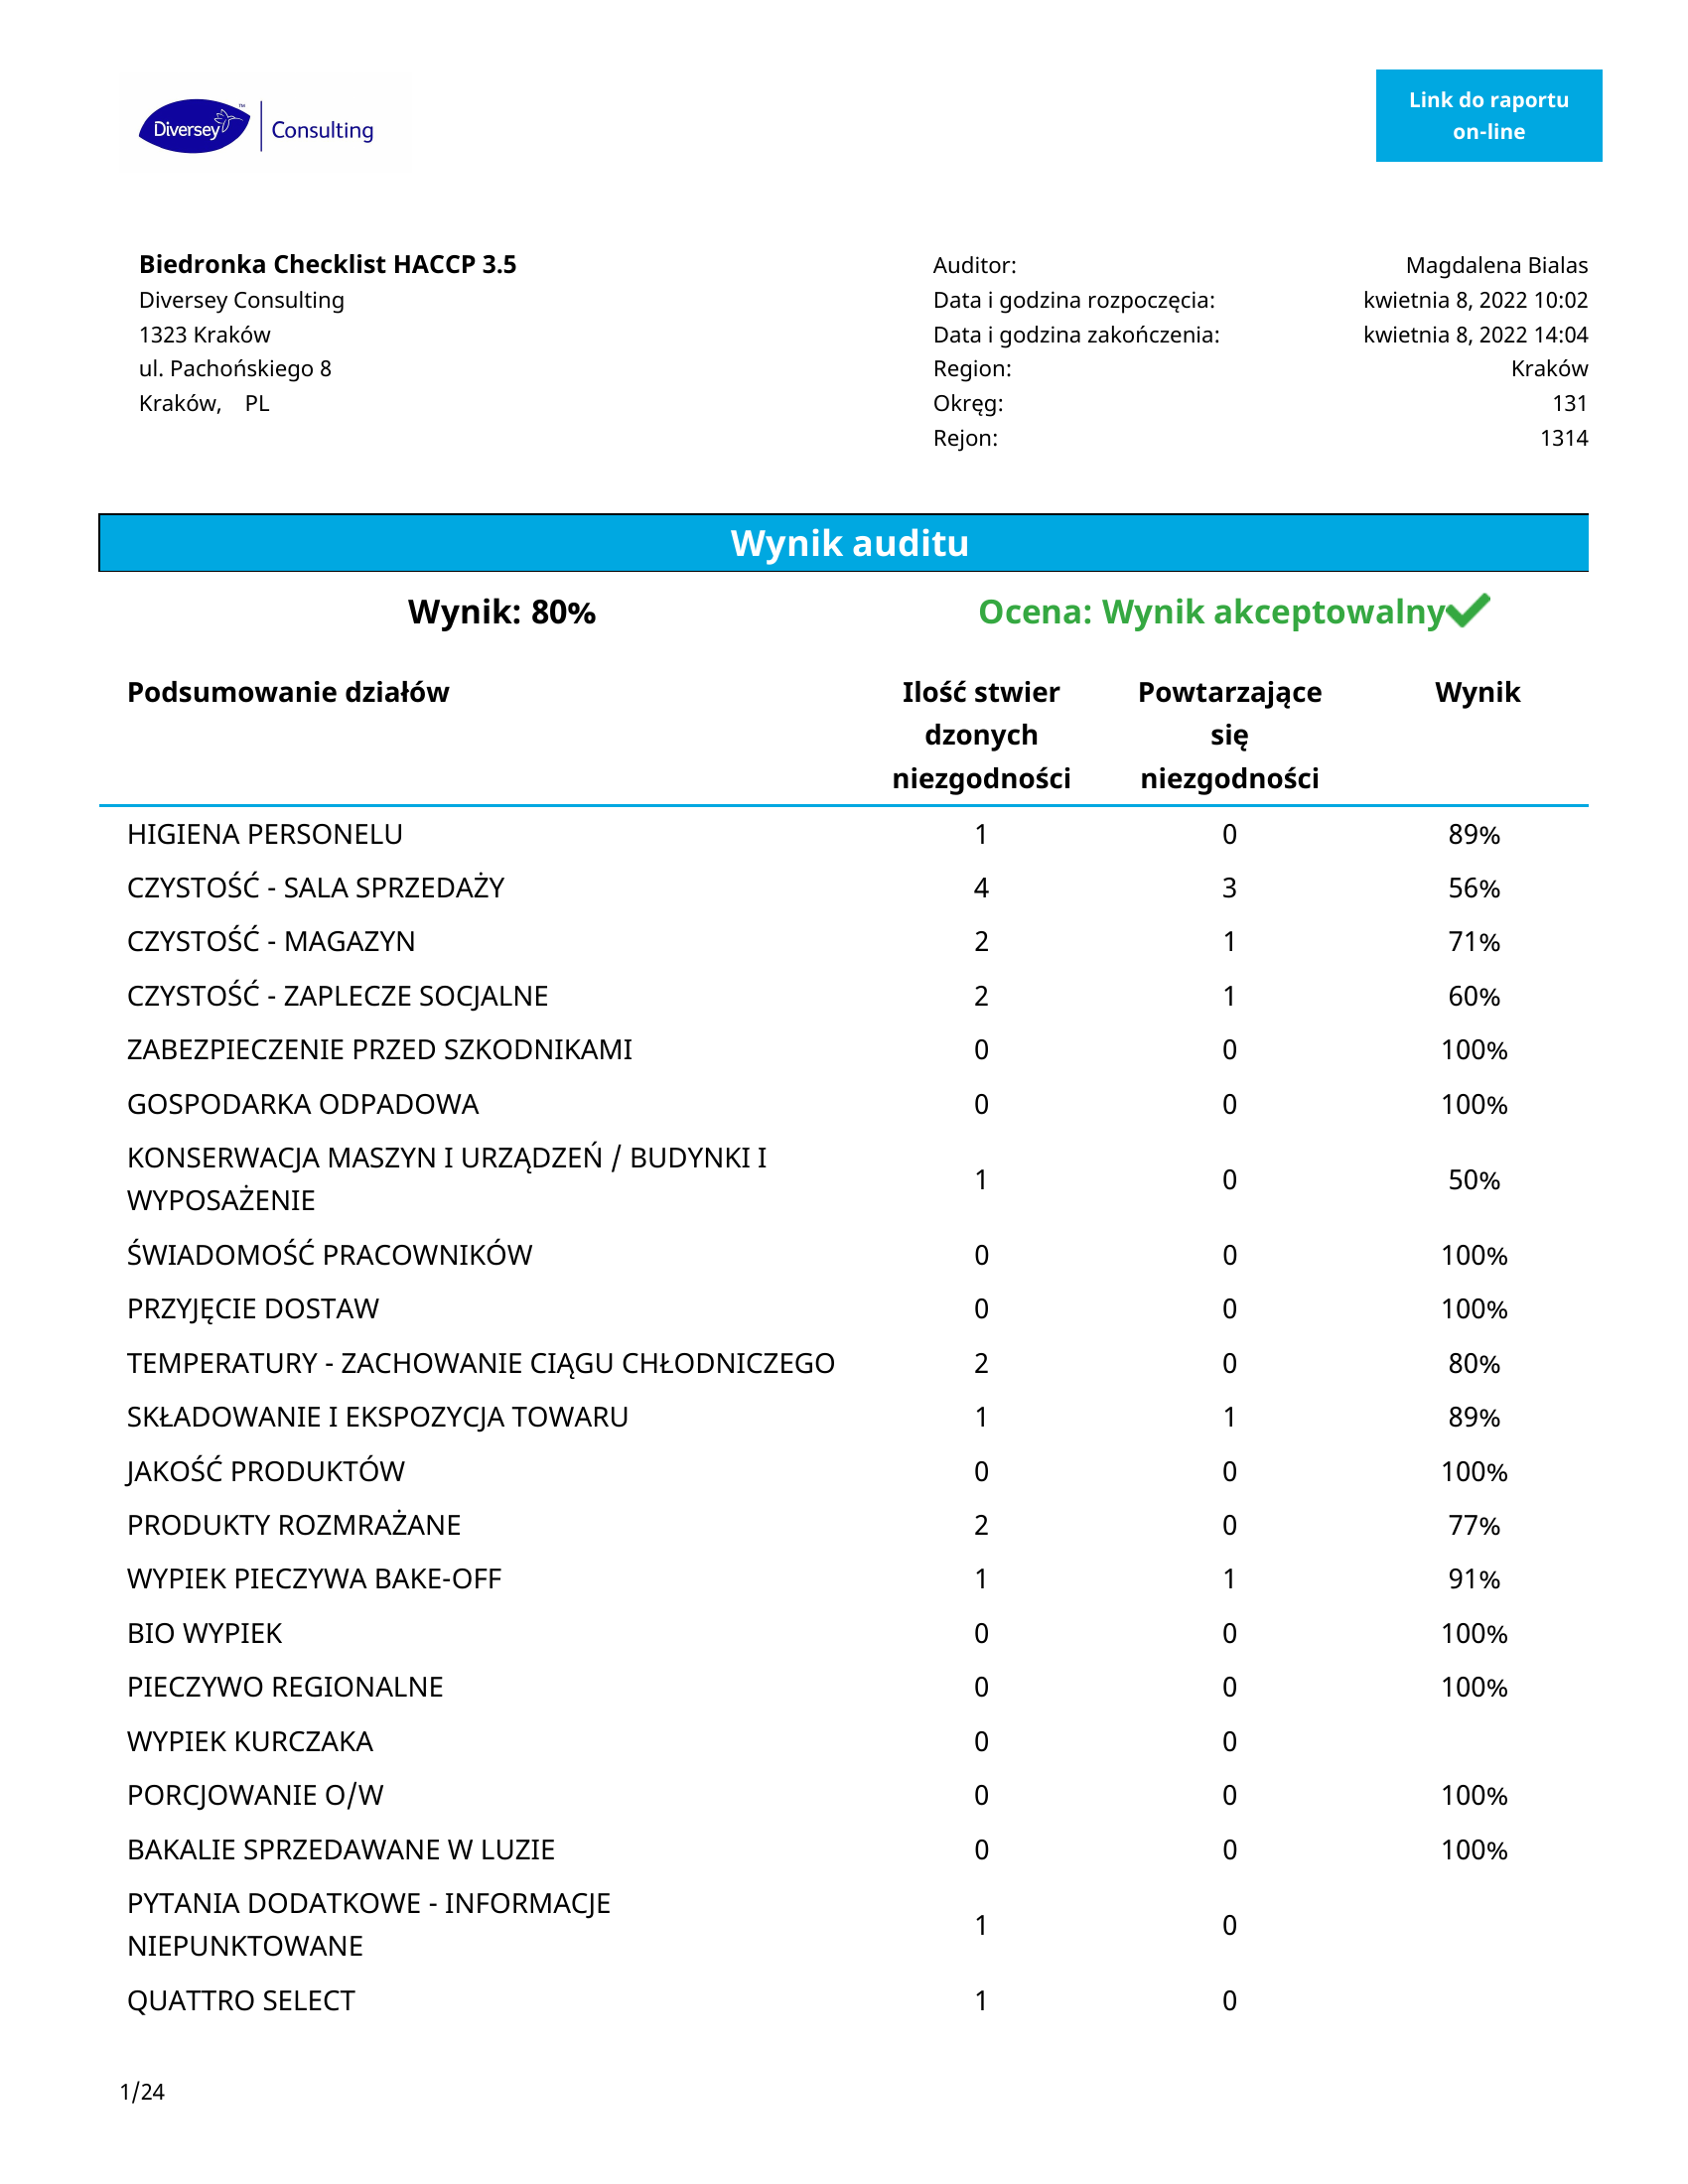 Diversey™ Consulting
Link do raportu
on-line
Biedronka Checklist HACCP 3.5
Diversey Consulting
1323 Kraków
ul. Pachońskiego 8
Kraków, PL
Auditor: Magdalena Bialas
Data i godzina rozpoczęcia: kwietnia 8, 2022 10:02
Data i godzina zakończenia: kwietnia 8, 2022 14:04
Region: Kraków
Okręg: 131
Rejon: 1314
Wynik auditu
Wynik: 80% Ocena: Wynik akceptowalny
Podsumowanie działów Ilość stwier Powtarzające Wynik
dzonych się
niezgodności niezgodności
HIGIENA PERSONELU 1 0 89%
CZYSTOŚĆ - SALA SPRZEDAŻY 4 3 56%
CZYSTOŚĆ - MAGAZYN 2 1 71%
CZYSTOŚĆ - ZAPLECZE SOCJALNE 2 1 60%
ZABEZPIECZENIE PRZED SZKODNIKAMI 0 0 100%
GOSPODARKA ODPADOWA 0 0 100%
KONSERWACJA MASZYN I URZĄDZEŃ / BUDYNKI I
WYPOSAŻENIE 1 0 50%
ŚWIADOMOŚĆ PRACOWNIKÓW 0 0 100%
PRZYJĘCIE DOSTAW 0 0 100%
TEMPERATURY - ZACHOWANIE CIĄGU CHŁODNICZEGO 2 0 80%
SKŁADOWANIE I EKSPOZYCJA TOWARU 1 1 89%
JAKOŚĆ PRODUKTÓW 0 0 100%
PRODUKTY ROZMRAŻANE 2 0 77%
WYPIEK PIECZYWA BAKE-OFF 1 1 91%
BIO WYPIEK 0 0 100%
PIECZYWO REGIONALNE 0 0 100%
WYPIEK KURCZAKA 0 0
PORCJOWANIE O/W 0 0 100%
BAKALIE SPRZEDAWANE W LUZIE 0 0 100%
PYTANIA DODATKOWE - INFORMACJE
NIEPUNKTOWANE 1 0
QUATTRO SELECT 1 0
1/24